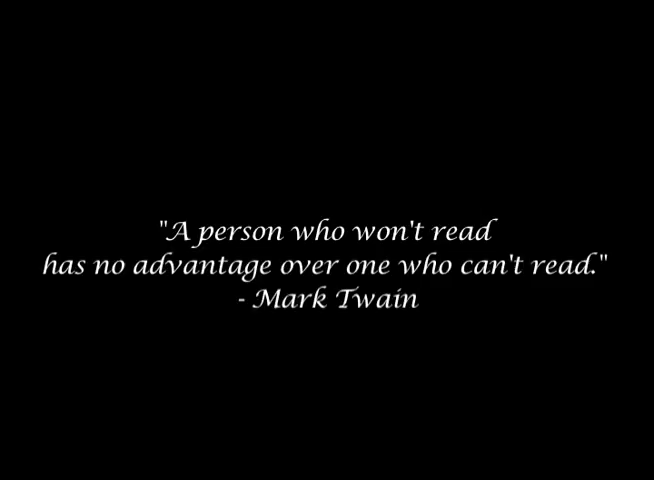 "A person who won't read
has no advantage over one who can't read."
- Mark Twain